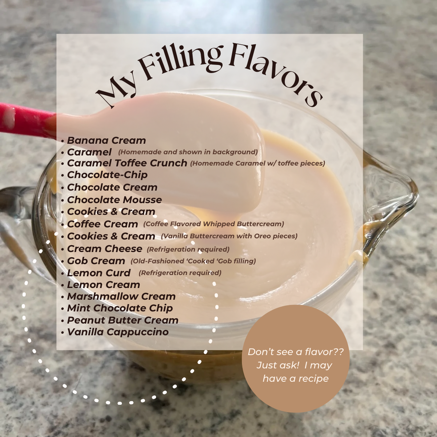 My Filling Flavors
• Banana Cream
• Caramel (Homemade and shown in background)
• Caramel Toffee Crunch (Homemade Caramel w/ toffee pieces)
• Chocolate-Chip
• Chocolate Cream
• Chocolate Mousse
• Cookies & Cream
• Coffee Cream (Coffee Flavored Whipped Buttercream)
• Cookies & Cream (Vanilla Buttercream with Oreo pieces)
• Cream Cheese (Refrigeration required)
• Gob Cream (Old-Fashioned 'Cooked 'Gob filling)
• Lemon Curd (Refrigeration required)
• Lemon Cream
• Marshmallow Cream
• Mint Chocolate Chip
• Peanut Butter Cream
• Vanilla Cappuccino
Don't see a flavor??
Just ask! I may
have a recipe